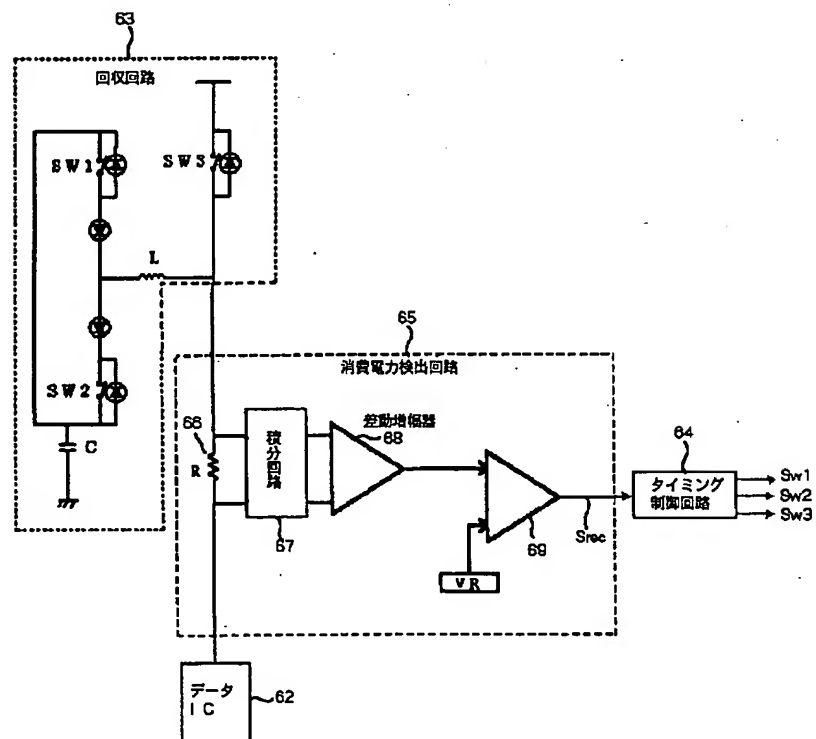 63
回収回路
SW1
SW3
L
SW2
C
65
消費電力検出回路
66
R
積分回路
67
差動増幅器
68
VR
69
Srec
64
タイミング
制御回路
Sw1
Sw2
Sw3
データ
IC
62